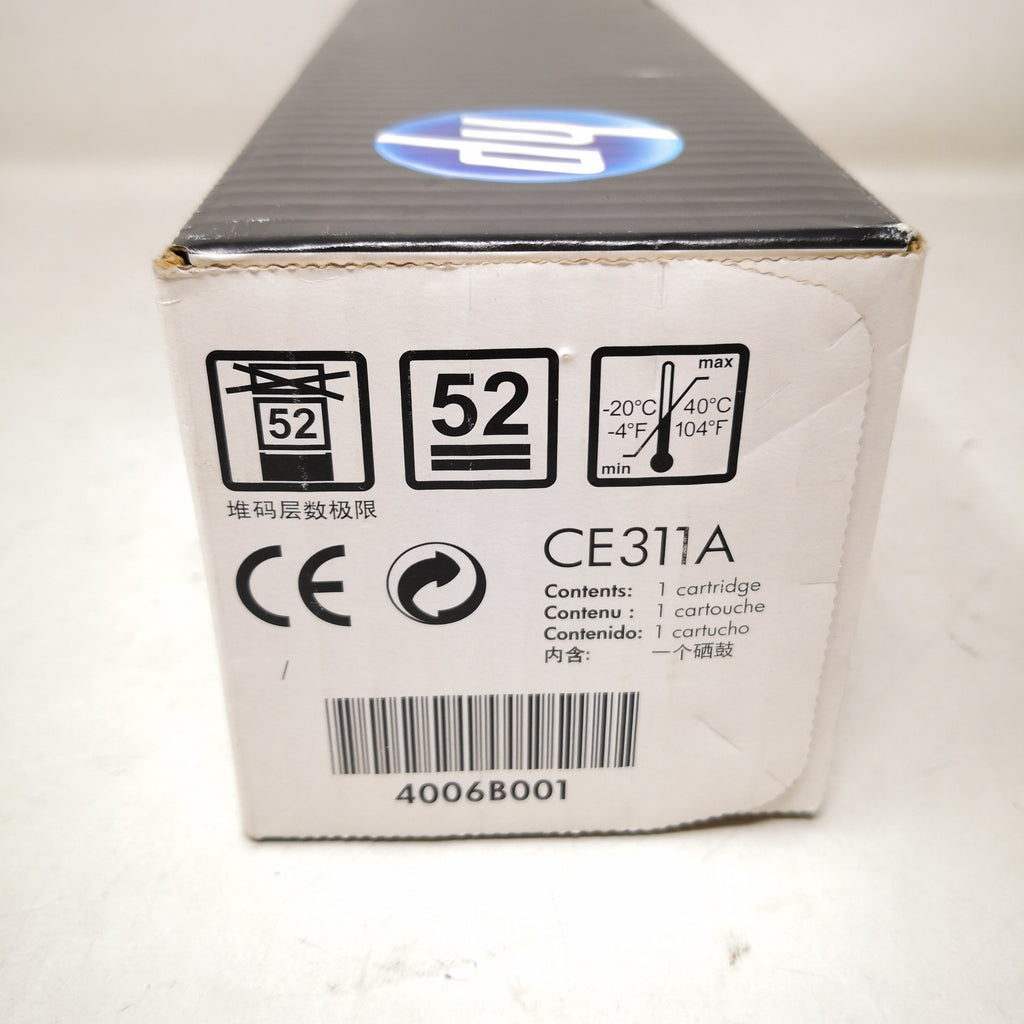 hp
52
52
max
-20°C 40°C
-4°F 104°F
min
堆码层数极限
CE
CE311A
Contents: 1 cartridge
Contenu : 1 cartouche
Contenido: 1 cartucho
内含: 一个硒鼓
4006B001